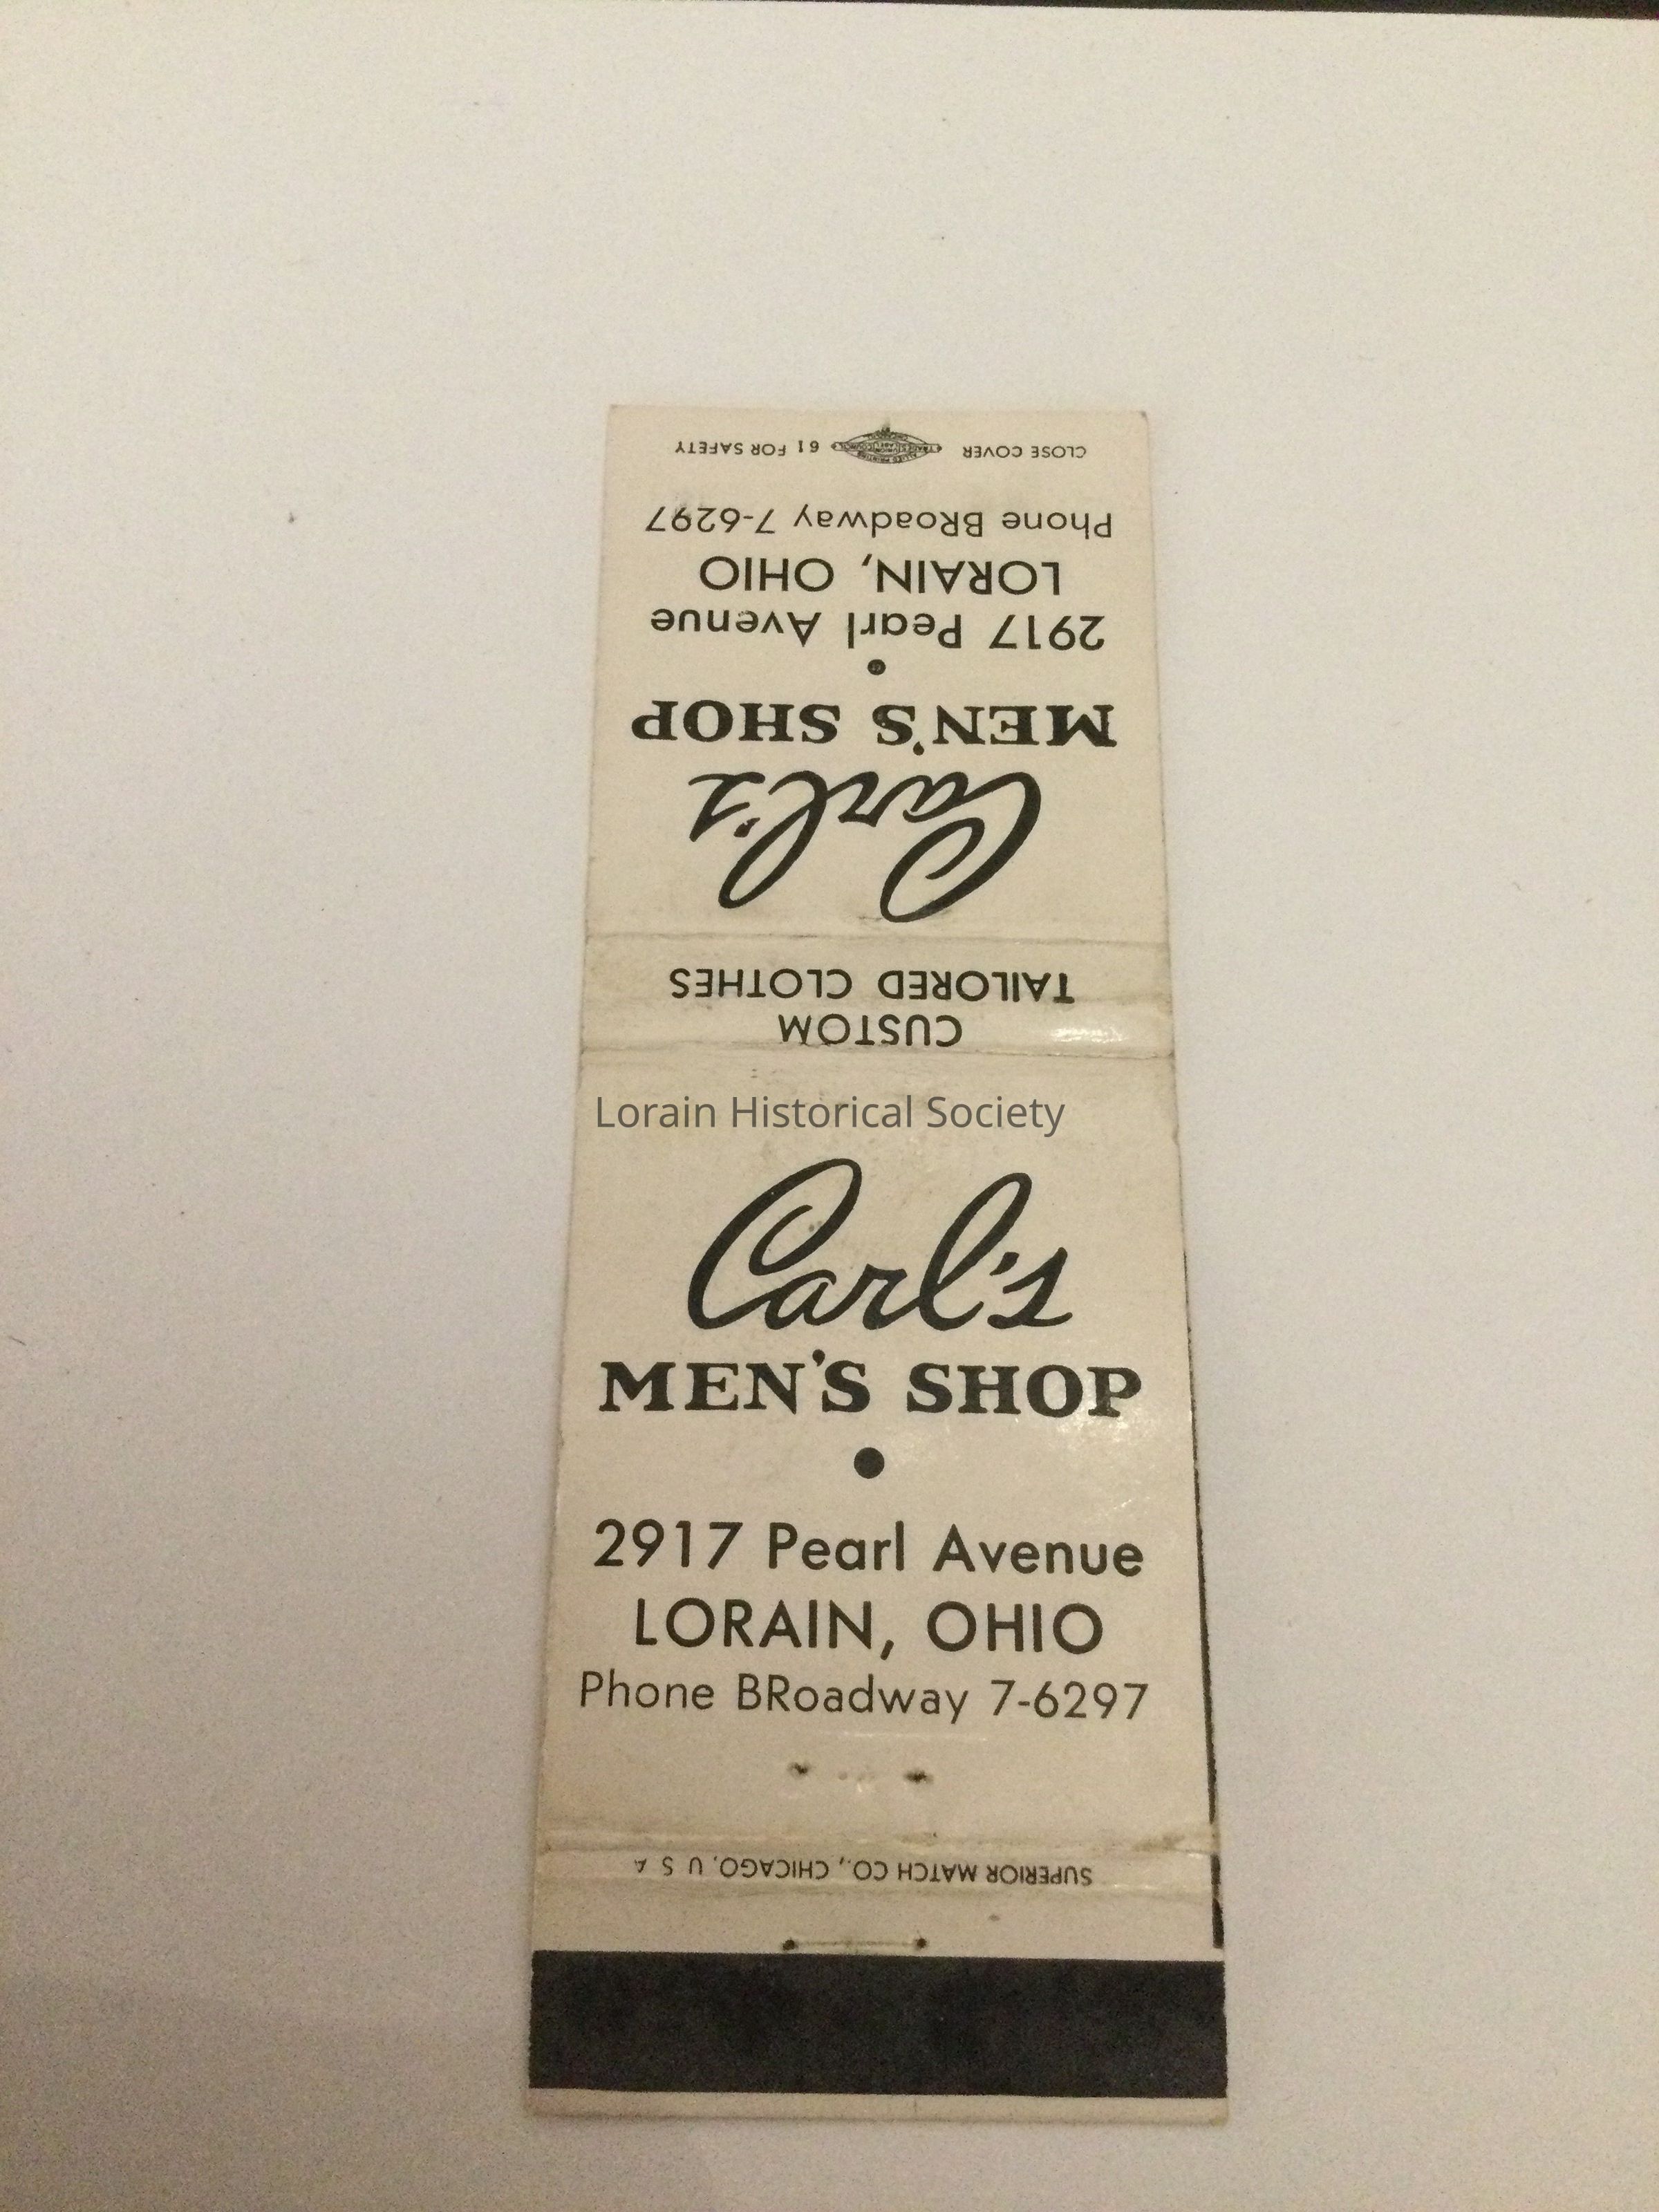 CLOSE COVER 61 FOR SAFETY
Phone BRoadway 7-6297
LORAIN, OHIO
2917 Pearl Avenue
MEN'S SHOP
Carl's
TAILORED CLOTHES
CUSTOM
Lorain Historical Society
Carl's
MEN'S SHOP
2917 Pearl Avenue
LORAIN, OHIO
Phone BRoadway 7-6297
SUPERIOR MATCH CO., CHICAGO, U S A